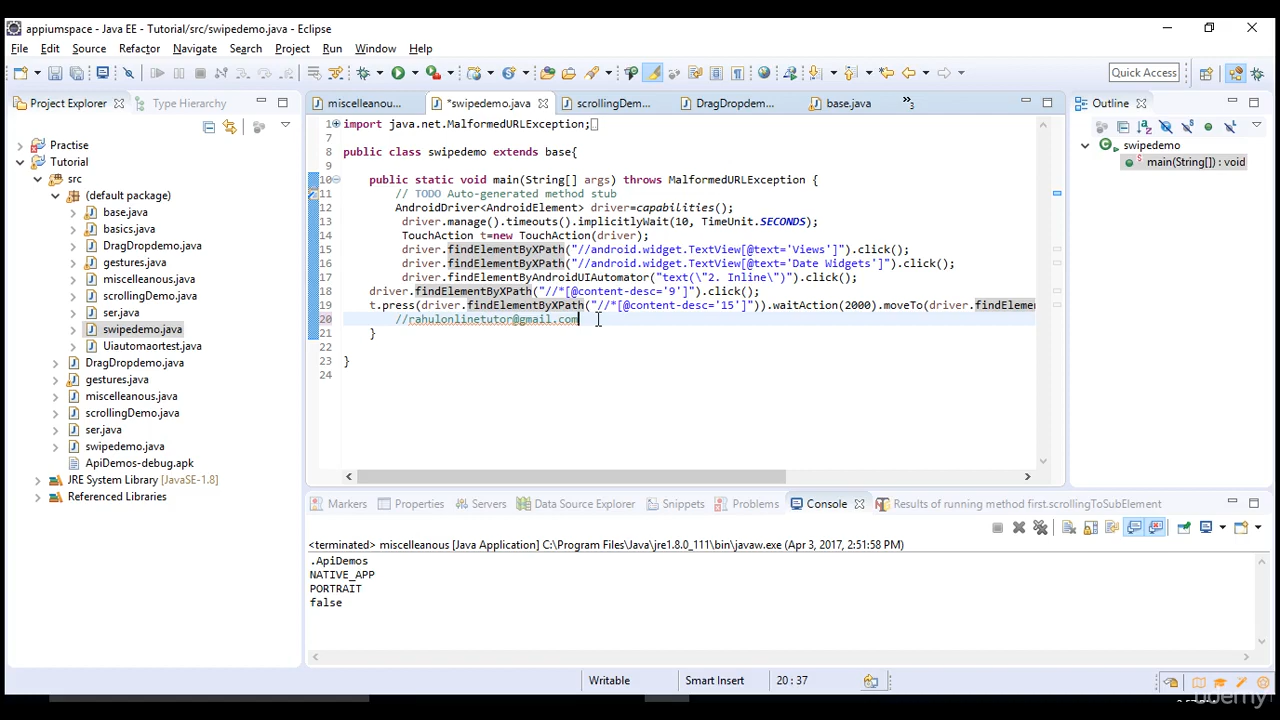 appiumspace - Java EE - Tutorial/src/swipedemo.java - Eclipse
File Edit Source Refactor Navigate Search Project Run Window Help
Quick Access
Project Explorer Type Hierarchy
miscelleanou... *swipedemo.java scrollingDem... DragDropdem... base.java »3
Outline
Practise
Tutorial
src
(default package)
base.java
basics.java
DragDropdemo.java
gestures.java
miscelleanous.java
scrollingDemo.java
ser.java
swipedemo.java
Uiautomatortest.java
DragDropdemo.java
gestures.java
miscelleanous.java
scrollingDemo.java
ser.java
swipedemo.java
ApiDemos-debug.apk
JRE System Library [JavaSE-1.8]
Referenced Libraries
1 import java.net.MalformedURLException;
7
8 public class swipedemo extends base{
9
10 public static void main(String[] args) throws MalformedURLException {
11 // TODO Auto-generated method stub
12 AndroidDriver<AndroidElement> driver=capabilities();
13 driver.manage().timeouts().implicitlyWait(10, TimeUnit.SECONDS);
14 TouchAction t=new TouchAction(driver);
15 driver.findElementByXPath("//android.widget.TextView[@text='Views']").click();
16 driver.findElementByXPath("//android.widget.TextView[@text='Date Widgets']").click();
17 driver.findElementByAndroidUIAutomator("text(\"2. Inline\")").click();
18 driver.findElementByXPath("//*[@content-desc='9']").click();
19 t.press(driver.findElementByXPath("//*[@content-desc='15']")).waitAction(2000).moveTo(driver.findElemen
20 //rahulonlinetutor@gmail.com
21 }
22
23 }
24
swipedemo
main(String[]) : void
Markers Properties Servers Data Source Explorer Snippets Problems Console Results of running method first.scrollingToSubElement
<terminated> miscelleanous [Java Application] C:\Program Files\Java\jre1.8.0_111\bin\javaw.exe (Apr 3, 2017, 2:51:58 PM)
.ApiDemos
NATIVE_APP
PORTRAIT
false
Writable Smart Insert 20 : 37
udemy